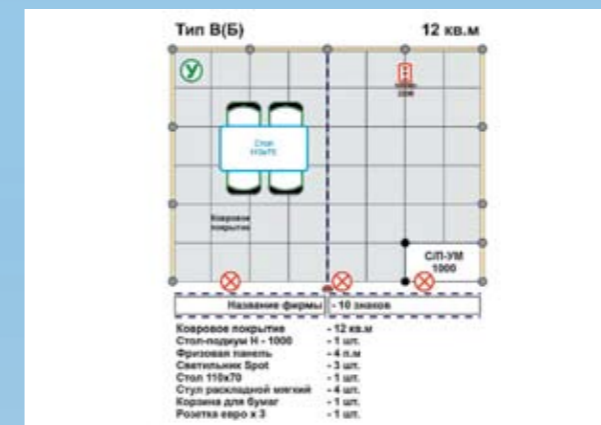 Тип В(Б) 12 кв.м
У
Стол
110х70
Ковровое
покрытие
С/П-УМ
1000
Название фирмы - 10 знаков
Ковровое покрытие - 12 кв.м
Стол-подиум Н - 1000 - 1 шт.
Фризовая панель - 4 п.м
Светильник Spot - 3 шт.
Стол 110х70 - 1 шт.
Стул раскладной мягкий - 4 шт.
Корзина для бумаг - 1 шт.
Розетка евро х 3 - 1 шт.